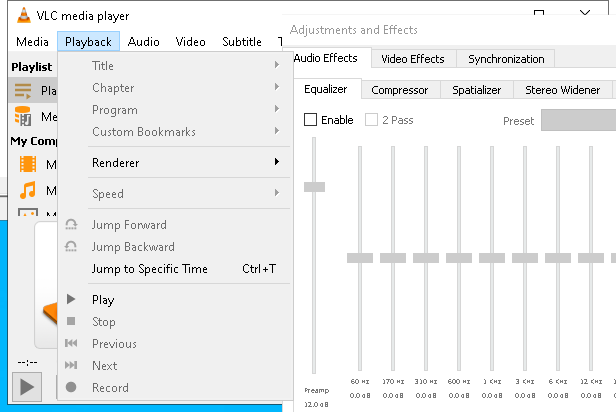 VLC media player
Media Playback Audio Video Subtitle
Playlist
Pla
Me
My Comp
M
M
M
--:--
Title
Chapter
Program
Custom Bookmarks
Renderer
Speed
Jump Forward
Jump Backward
Jump to Specific Time Ctrl+T
Play
Stop
Previous
Next
Record
Adjustments and Effects
Audio Effects Video Effects Synchronization
Equalizer Compressor Spatializer Stereo Widener
Enable 2 Pass Preset
60 KHz 170 KHz 310 KHz 600 KHz 1 KHz 3 KHz 6 KHz 12 KHz
Preamp 0.0 dB 0.0 dB 0.0 dB 0.0 dB 0.0 dB 0.0 dB 0.0 dB 0.0 dB
12.0 dB